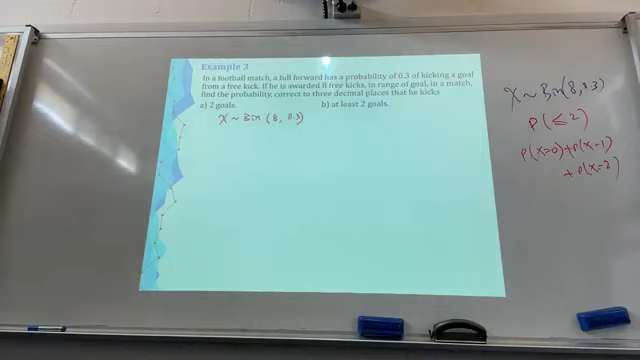 Example 3
In a football match, a full forward has a probability of 0.3 of kicking a goal
from a free kick. If he is awarded 8 free kicks, in range of goal, in a match,
find the probability, correct to three decimal places that he kicks
a) 2 goals. b) at least 2 goals.
X ~ Bin (8, 0.3)
X ~ Bin(8, 0.3)
P(≤2)
P(X=0)+P(X=1)
+P(X=2)